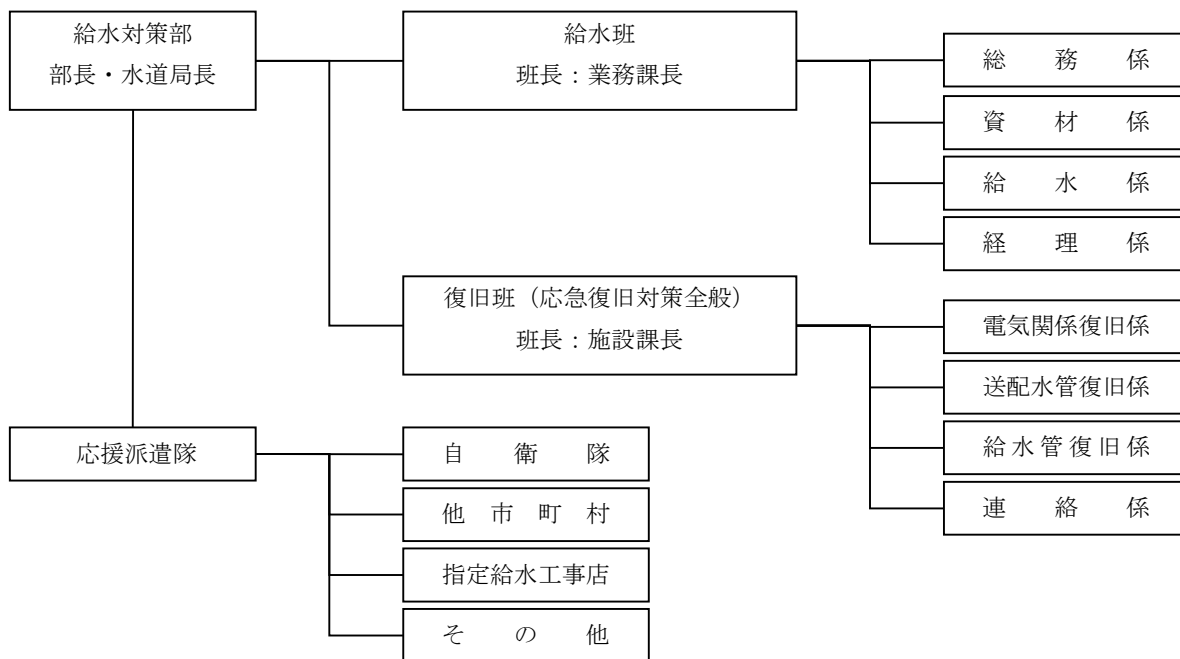 給水対策部
部長・水道局長
給水班
班長：業務課長
総務係
資材係
給水係
経理係
復旧班（応急復旧対策全般）
班長：施設課長
電気関係復旧係
送配水管復旧係
給水管復旧係
連絡係
応援派遣隊
自衛隊
他市町村
指定給水工事店
その他